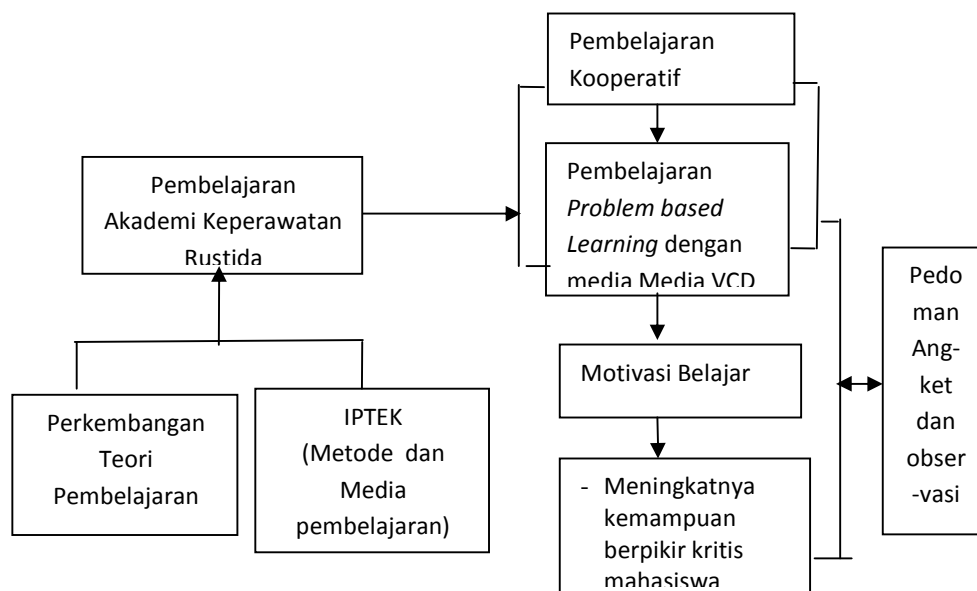 Pembelajaran
Kooperatif
Pembelajaran
Problem based
Learning dengan
media Media VCD
Pembelajaran
Akademi Keperawatan
Rustida
Pedo
man
Ang-
ket
dan
obser
-vasi
Motivasi Belajar
Perkembangan
Teori
Pembelajaran
IPTEK
(Metode dan
Media
pembelajaran)
- Meningkatnya
kemampuan
berpikir kritis
mahasiswa